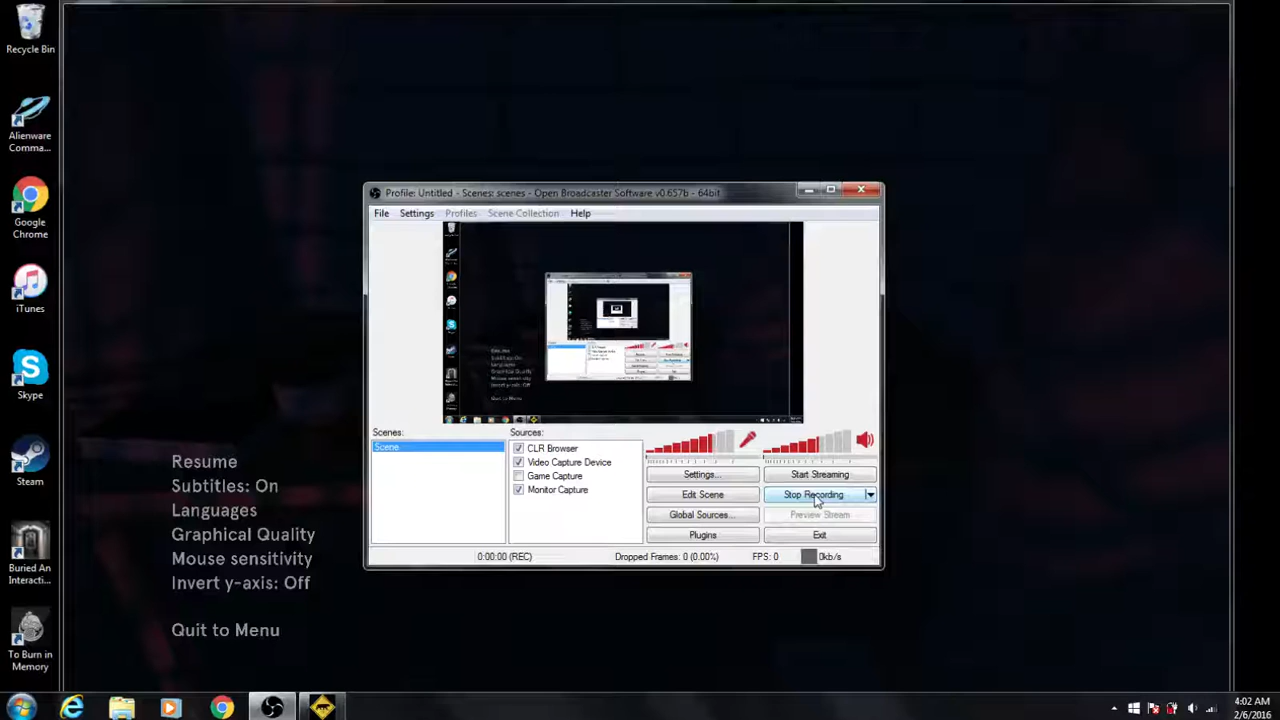 Recycle Bin
Alienware
Comma...
Google
Chrome
iTunes
Skype
Steam
Buried An
Interacti...
To Burn in
Memory
Resume
Subtitles: On
Languages
Graphical Quality
Mouse sensitivity
Invert y-axis: Off
Quit to Menu
Profile: Untitled - Scenes: scenes - Open Broadcaster Software v0.657b - 64bit
File Settings Profiles Scene Collection Help
Scenes: Sources:
Scene
CLR Browser
Video Capture Device
Game Capture
Monitor Capture
Settings... Start Streaming
Edit Scene Stop Recording
Global Sources... Preview Stream
Plugins Exit
0:00:00 (REC) Dropped Frames: 0 (0.00%) FPS: 0 0kb/s
4:02 AM
2/6/2016